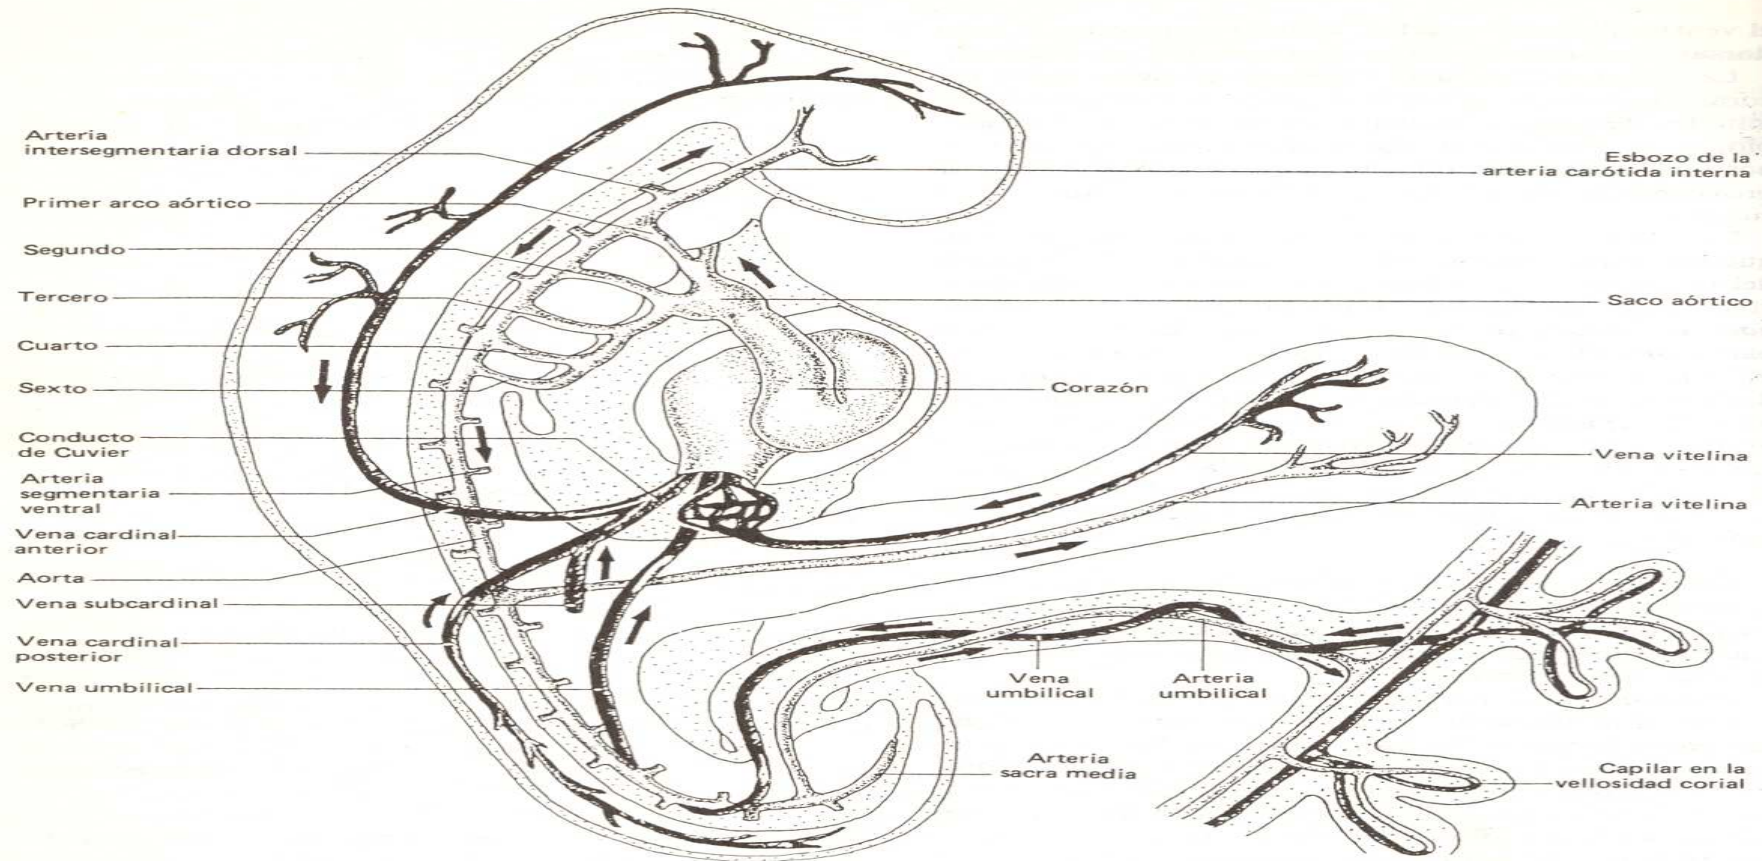 Arteria
intersegmentaria dorsal
Primer arco aórtico
Segundo
Tercero
Cuarto
Sexto
Conducto
de Cuvier
Arteria
segmentaria
ventral
Vena cardinal
anterior
Aorta
Vena subcardinal
Vena cardinal
posterior
Vena umbilical
Esbozo de la
arteria carótida interna
Saco aórtico
Corazón
Vena vitelina
Arteria vitelina
Vena
umbilical
Arteria
umbilical
Arteria
sacra media
Capilar en la
vellosidad corial